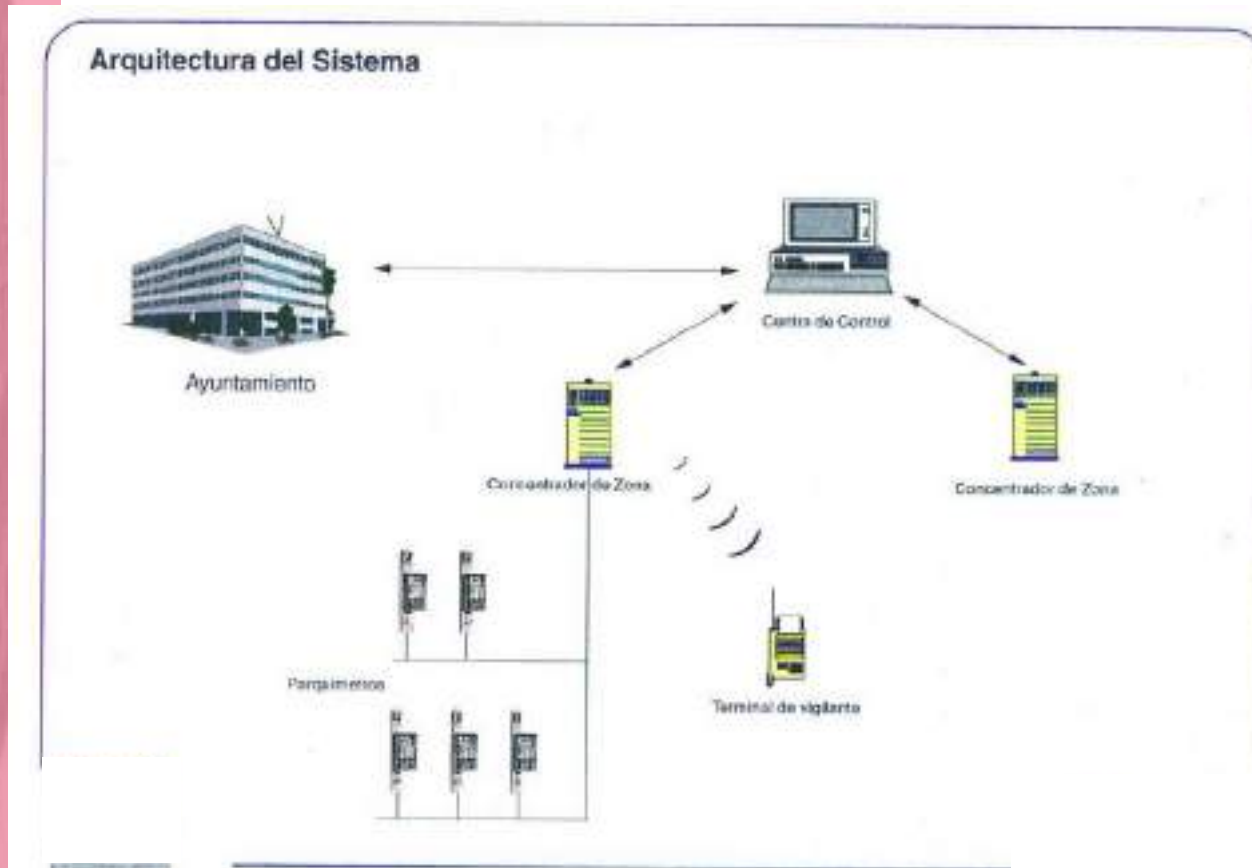 Arquitectura del Sistema
Centro de Control
Ayuntamiento
Concentrador de Zona
Concentrador de Zona
Parquímetros
Terminal de vigilante